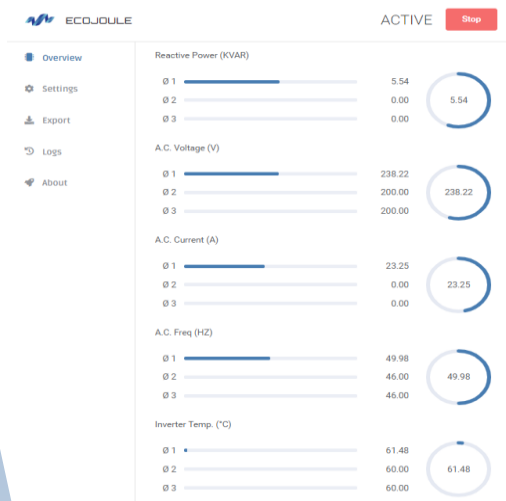 ECOJOULE
ACTIVE
Stop
Overview
Settings
Export
Logs
About
Reactive Power (KVAR)
Ø 1 5.54
Ø 2 0.00
Ø 3 0.00
5.54
A.C. Voltage (V)
Ø 1 238.22
Ø 2 200.00
Ø 3 200.00
238.22
A.C. Current (A)
Ø 1 23.25
Ø 2 0.00
Ø 3 0.00
23.25
A.C. Freq (HZ)
Ø 1 49.98
Ø 2 46.00
Ø 3 46.00
49.98
Inverter Temp. (°C)
Ø 1 61.48
Ø 2 60.00
Ø 3 60.00
61.48